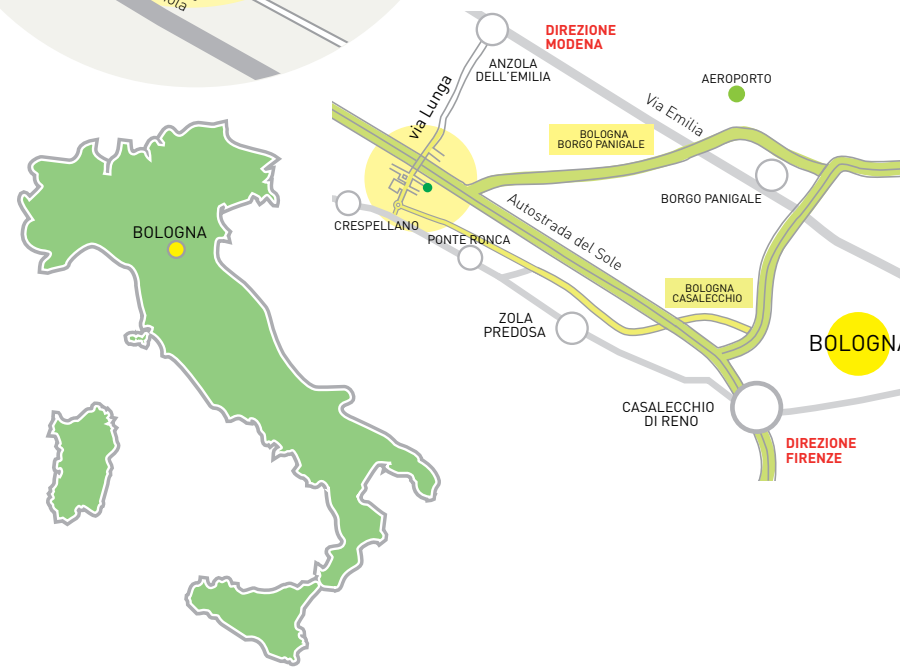 DIREZIONE
MODENA
ANZOLA
DELL'EMILIA
via Lunga
AEROPORTO
Via Emilia
BOLOGNA
BORGO PANIGALE
BORGO PANIGALE
Autostrada del Sole
CRESPELLANO
PONTE RONCA
BOLOGNA
BOLOGNA
CASALECCHIO
ZOLA
PREDOSA
BOLOGNA
CASALECCHIO
DI RENO
DIREZIONE
FIRENZE